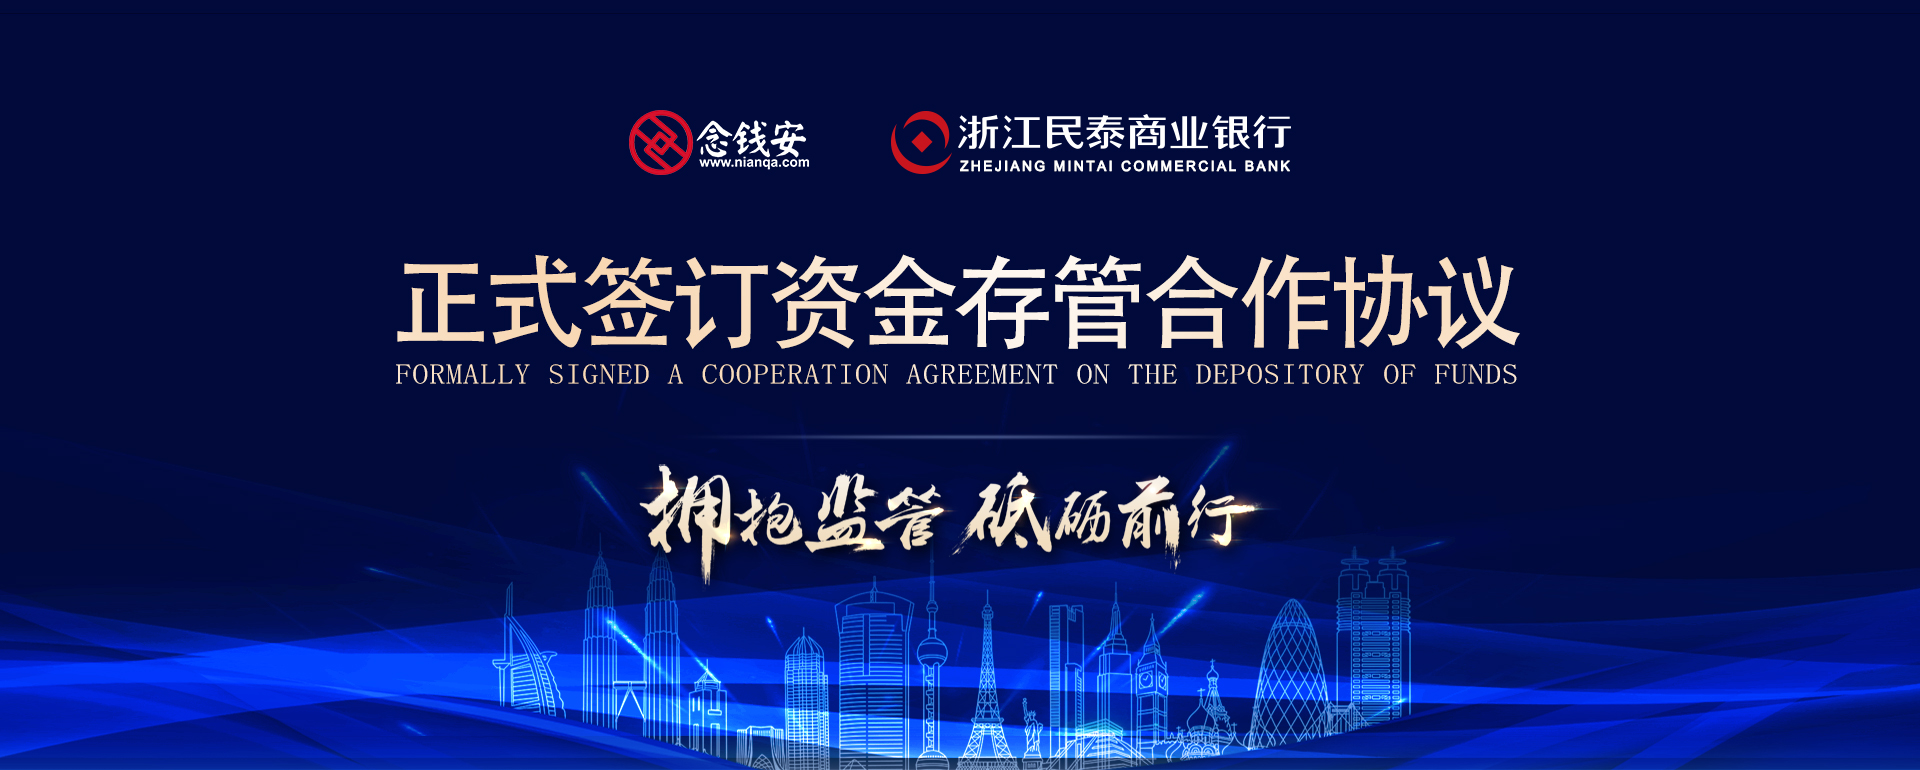 念钱安
www.nianqa.com
浙江民泰商业银行
ZHEJIANG MINTAI COMMERCIAL BANK
正式签订资金存管合作协议
FORMALLY SIGNED A COOPERATION AGREEMENT ON THE DEPOSITORY OF FUNDS
拥抱监管 砥砺前行